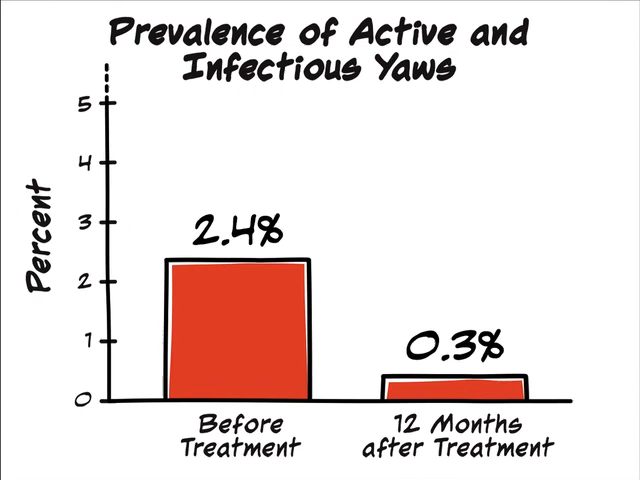 Prevalence of Active and
Infectious Yaws
Percent
5
4
3
2
1
0
2.4%
0.3%
Before
Treatment
12 Months
after Treatment